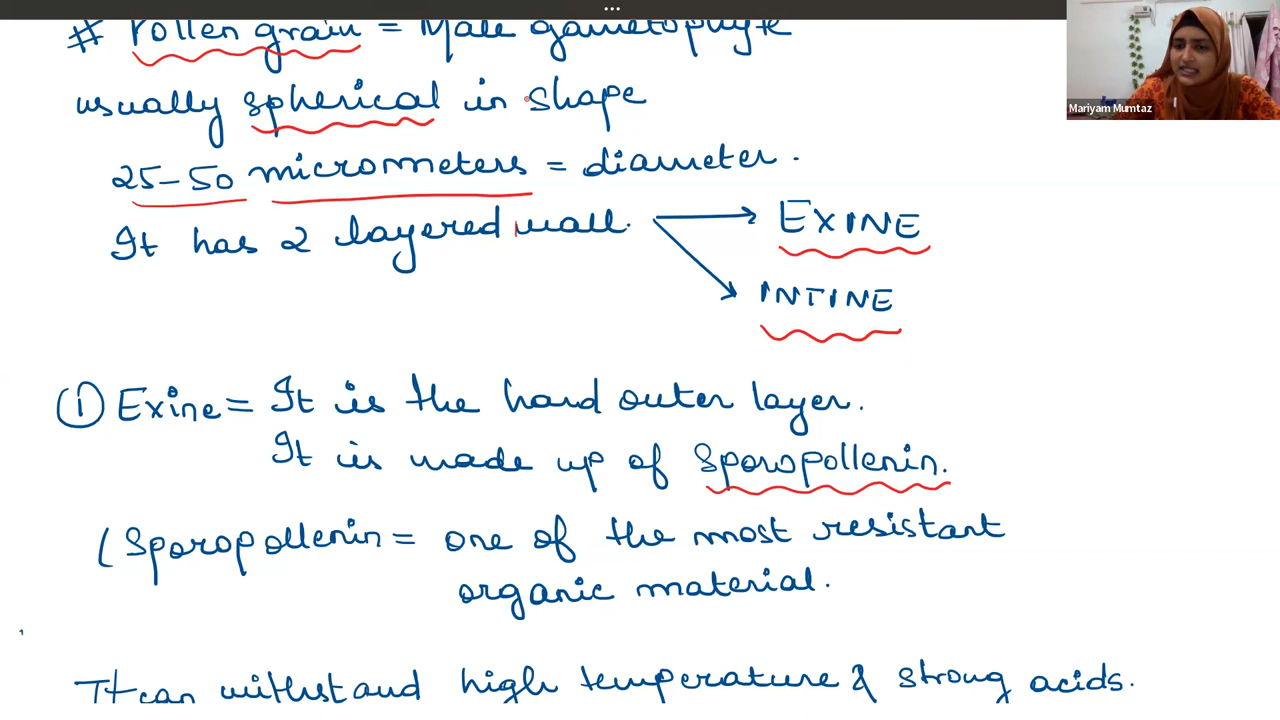 # Pollen grain = Male gametophyte
Mariyam Mumtaz
usually spherical in shape
25-50 micrometers = diameter.
It has 2 layered wall.
EXINE
INTINE
① Exine = It is the hard outer layer.
It is made up of Sporopollenin.
(Sporopollenin = one of the most resistant
organic material.
It can withstand high temperature & strong acids.